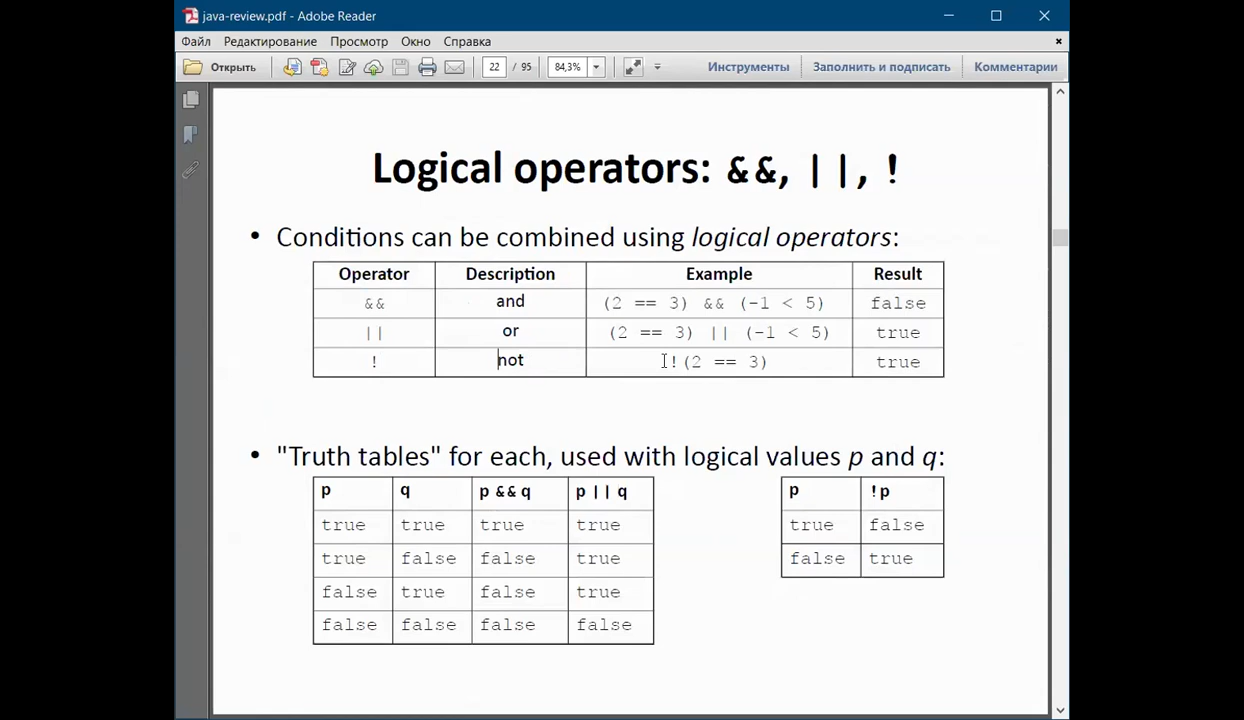 java-review.pdf - Adobe Reader
Файл Редактирование Просмотр Окно Справка
Открыть 22 / 95 84,3% Инструменты Заполнить и подписать Комментарии
Logical operators: &&, ||, !
• Conditions can be combined using logical operators:
Operator Description Example Result
&& and (2 == 3) && (-1 < 5) false
|| or (2 == 3) || (-1 < 5) true
! not !(2 == 3) true
• "Truth tables" for each, used with logical values p and q:
p q p && q p || q
true true true true
true false false true
false true false true
false false false false
p !p
true false
false true